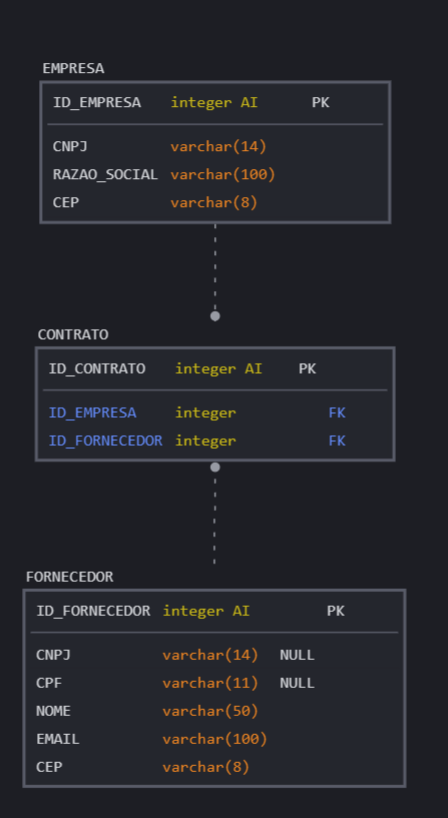 EMPRESA
ID_EMPRESA integer AI PK
CNPJ varchar(14)
RAZAO_SOCIAL varchar(100)
CEP varchar(8)
CONTRATO
ID_CONTRATO integer AI PK
ID_EMPRESA integer FK
ID_FORNECEDOR integer FK
FORNECEDOR
ID_FORNECEDOR integer AI PK
CNPJ varchar(14) NULL
CPF varchar(11) NULL
NOME varchar(50)
EMAIL varchar(100)
CEP varchar(8)